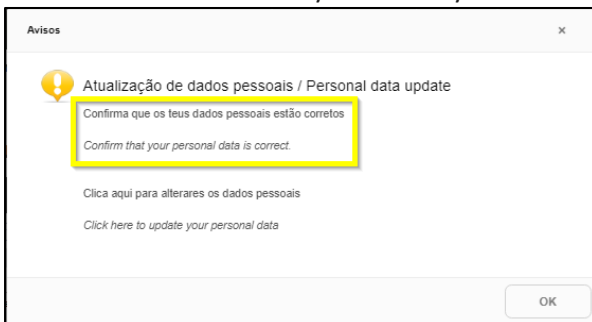 Avisos ×
Atualização de dados pessoais / Personal data update
Confirma que os teus dados pessoais estão corretos
Confirm that your personal data is correct.
Clica aqui para alterares os dados pessoais
Click here to update your personal data
OK